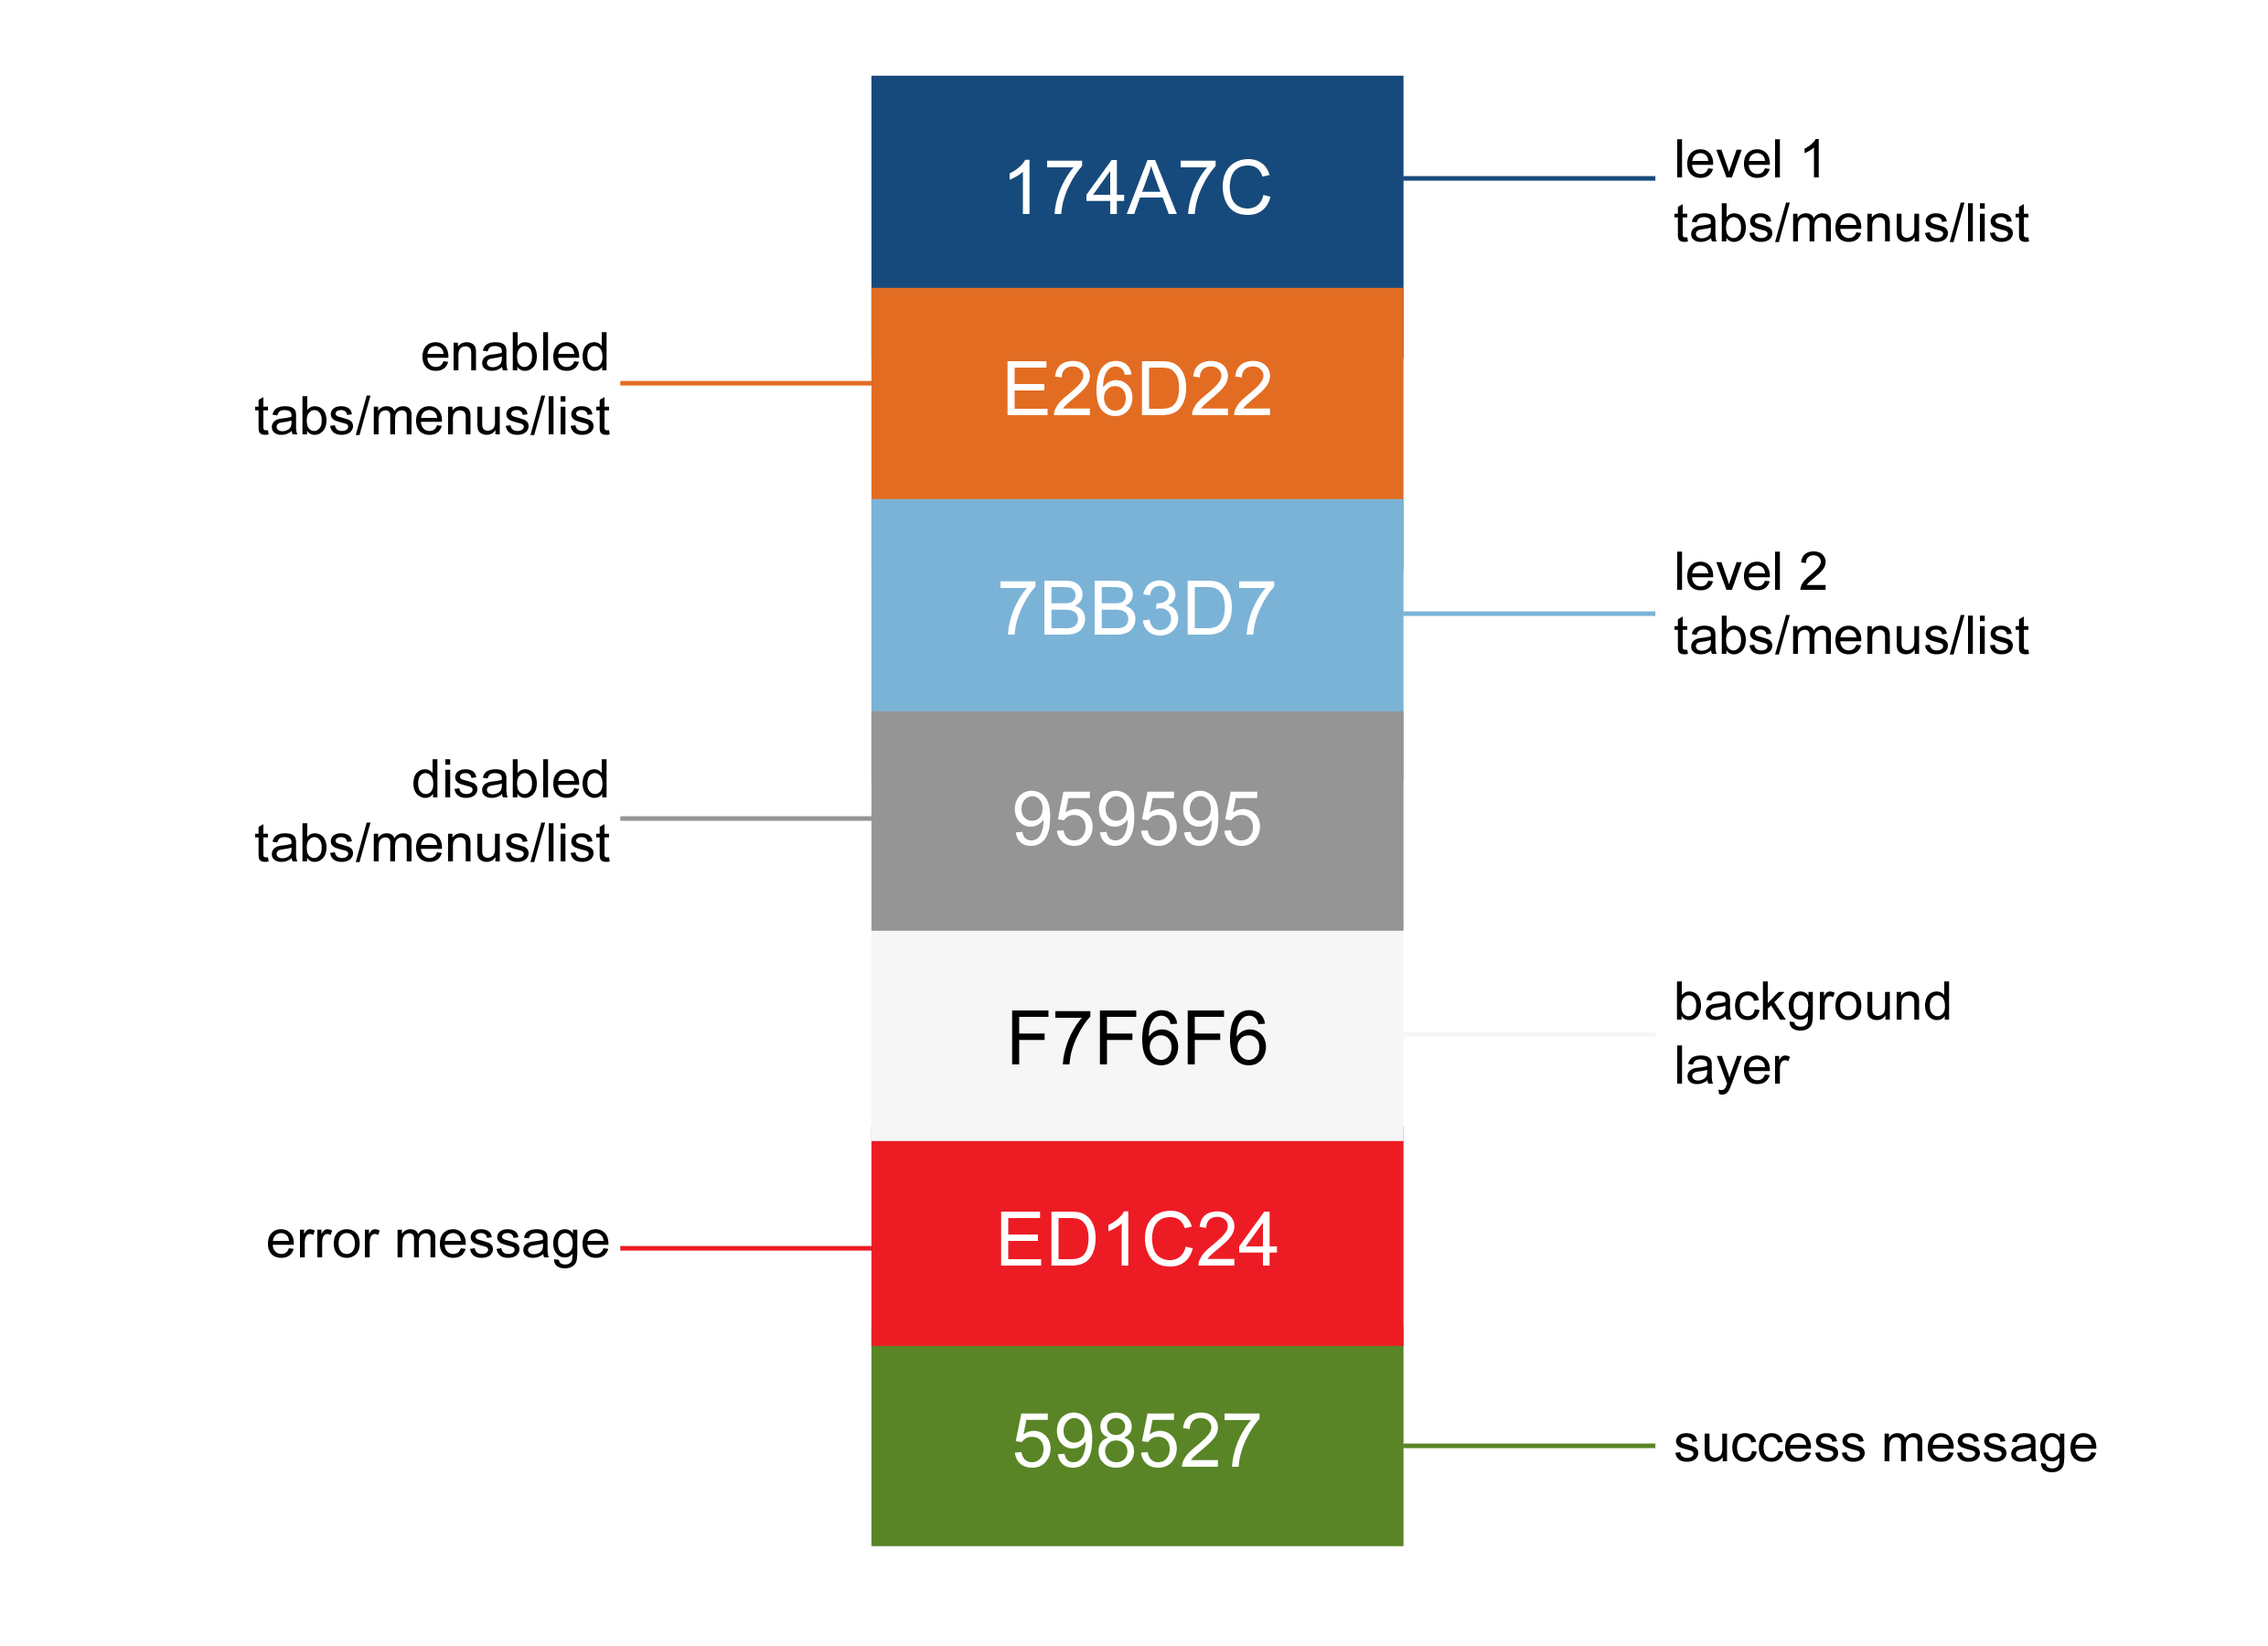 174A7C
level 1
tabs/menus/list
enabled
tabs/menus/list
E26D22
7BB3D7
level 2
tabs/menus/list
disabled
tabs/menus/list
959595
F7F6F6
background
layer
error message
ED1C24
598527
success message